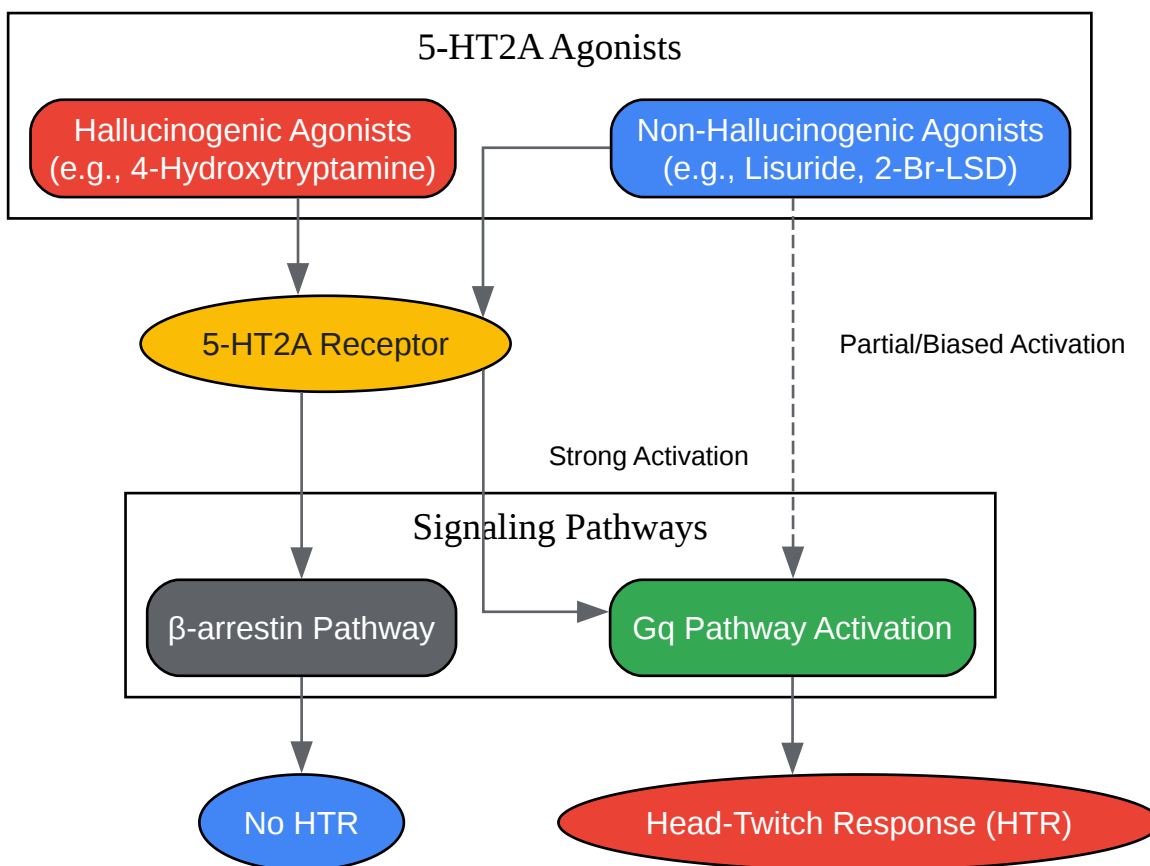 5-HT2A Agonists
Hallucinogenic Agonists
(e.g., 4-Hydroxytryptamine)
Non-Hallucinogenic Agonists
(e.g., Lisuride, 2-Br-LSD)
5-HT2A Receptor
Partial/Biased Activation
Strong Activation
Signaling Pathways
β-arrestin Pathway
Gq Pathway Activation
No HTR
Head-Twitch Response (HTR)